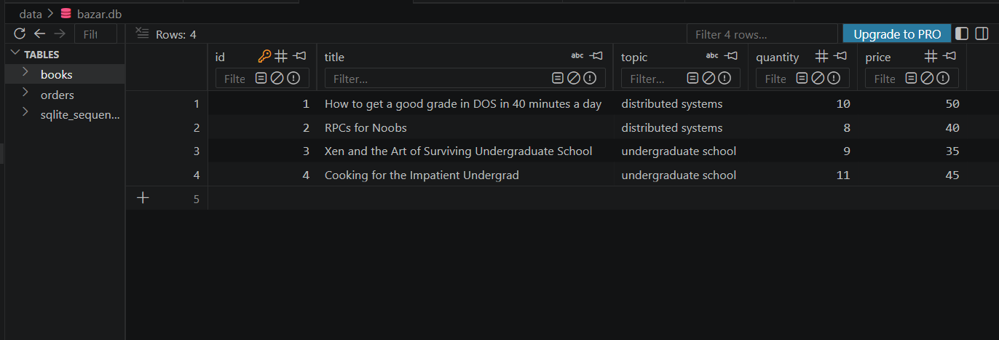 data > bazar.db
Filt
Rows: 4
Filter 4 rows...
Upgrade to PRO
TABLES
books
orders
sqlite_sequen...
id title abc topic abc quantity price
Filte Filter... Filter... Filte Filte
1 1 How to get a good grade in DOS in 40 minutes a day distributed systems 10 50
2 2 RPCs for Noobs distributed systems 8 40
3 3 Xen and the Art of Surviving Undergraduate School undergraduate school 9 35
4 4 Cooking for the Impatient Undergrad undergraduate school 11 45
+ 5